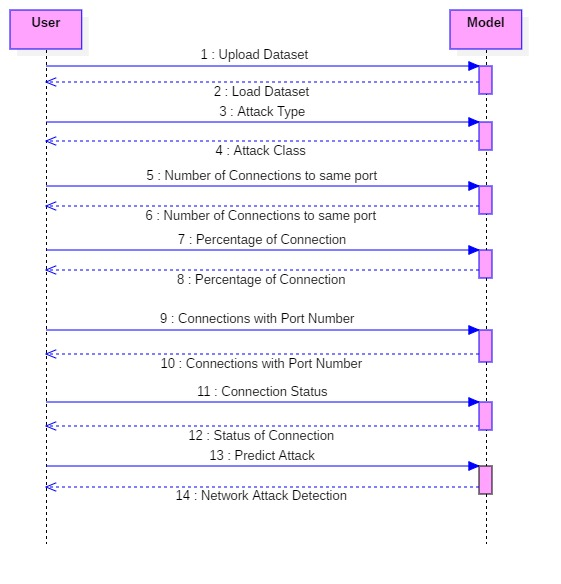 User
Model
1 : Upload Dataset
2 : Load Dataset
3 : Attack Type
4 : Attack Class
5 : Number of Connections to same port
6 : Number of Connections to same port
7 : Percentage of Connection
8 : Percentage of Connection
9 : Connections with Port Number
10 : Connections with Port Number
11 : Connection Status
12 : Status of Connection
13 : Predict Attack
14 : Network Attack Detection